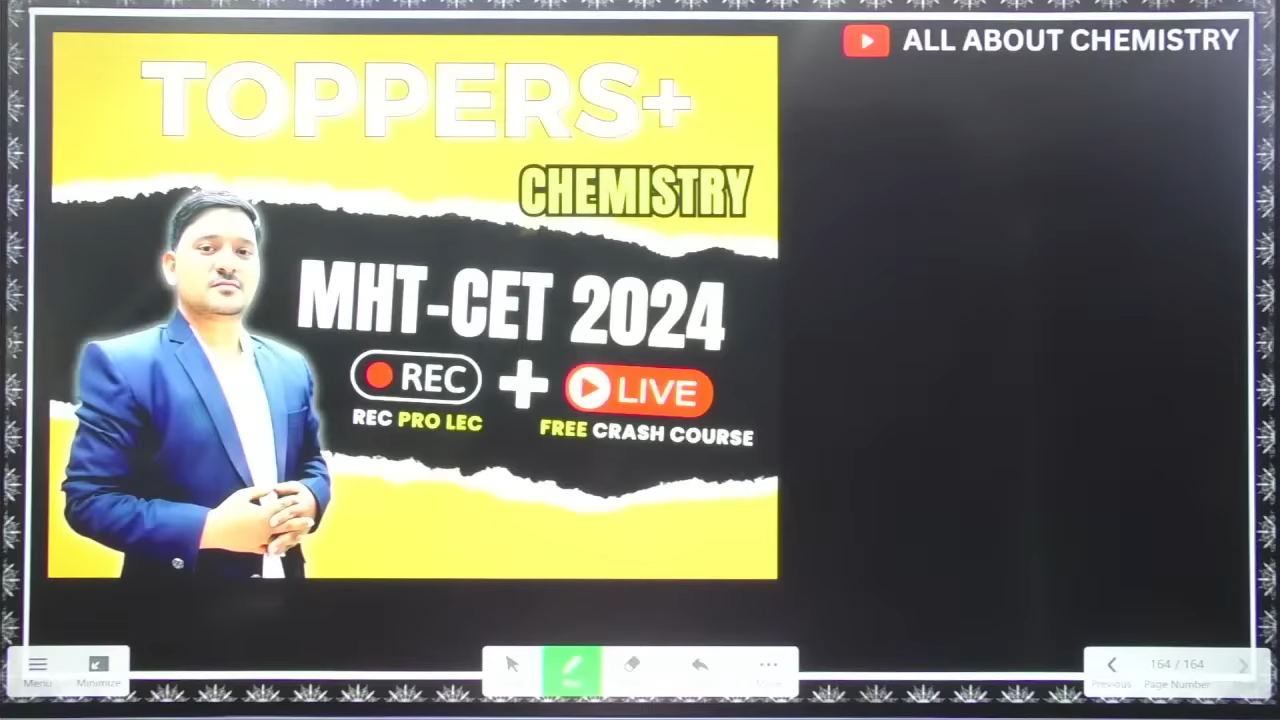 ALL ABOUT CHEMISTRY
TOPPERS+
CHEMISTRY
MHT-CET 2024
REC
LIVE
REC PRO LEC
FREE CRASH COURSE
Menu
Minimize
164 / 164
Previous
Page Number